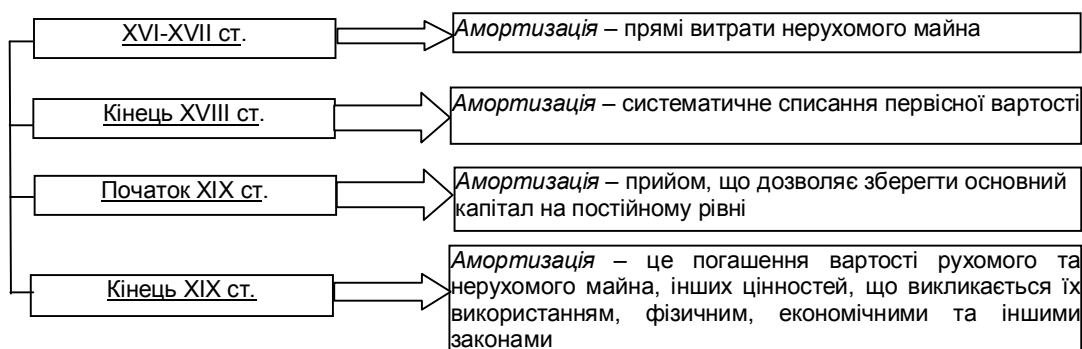 XVI-XVII ст.
Амортизація – прямі витрати нерухомого майна
Кінець XVIII ст.
Амортизація – систематичне списання первісної вартості
Початок XIX ст.
Амортизація – прийом, що дозволяє зберегти основний
капітал на постійному рівні
Кінець XIX ст.
Амортизація – це погашення вартості рухомого та
нерухомого майна, інших цінностей, що викликається їх
використанням, фізичним, економічними та іншими
законами